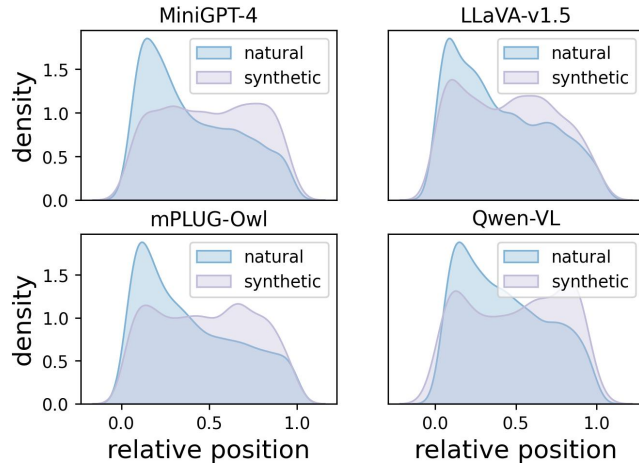 MiniGPT-4
LLaVA-v1.5
density
1.5
1.0
0.5
0.0
natural
synthetic
natural
synthetic
mPLUG-Owl
Qwen-VL
density
1.5
1.0
0.5
0.0
natural
synthetic
natural
synthetic
0.0 0.5 1.0
0.0 0.5 1.0
relative position
relative position